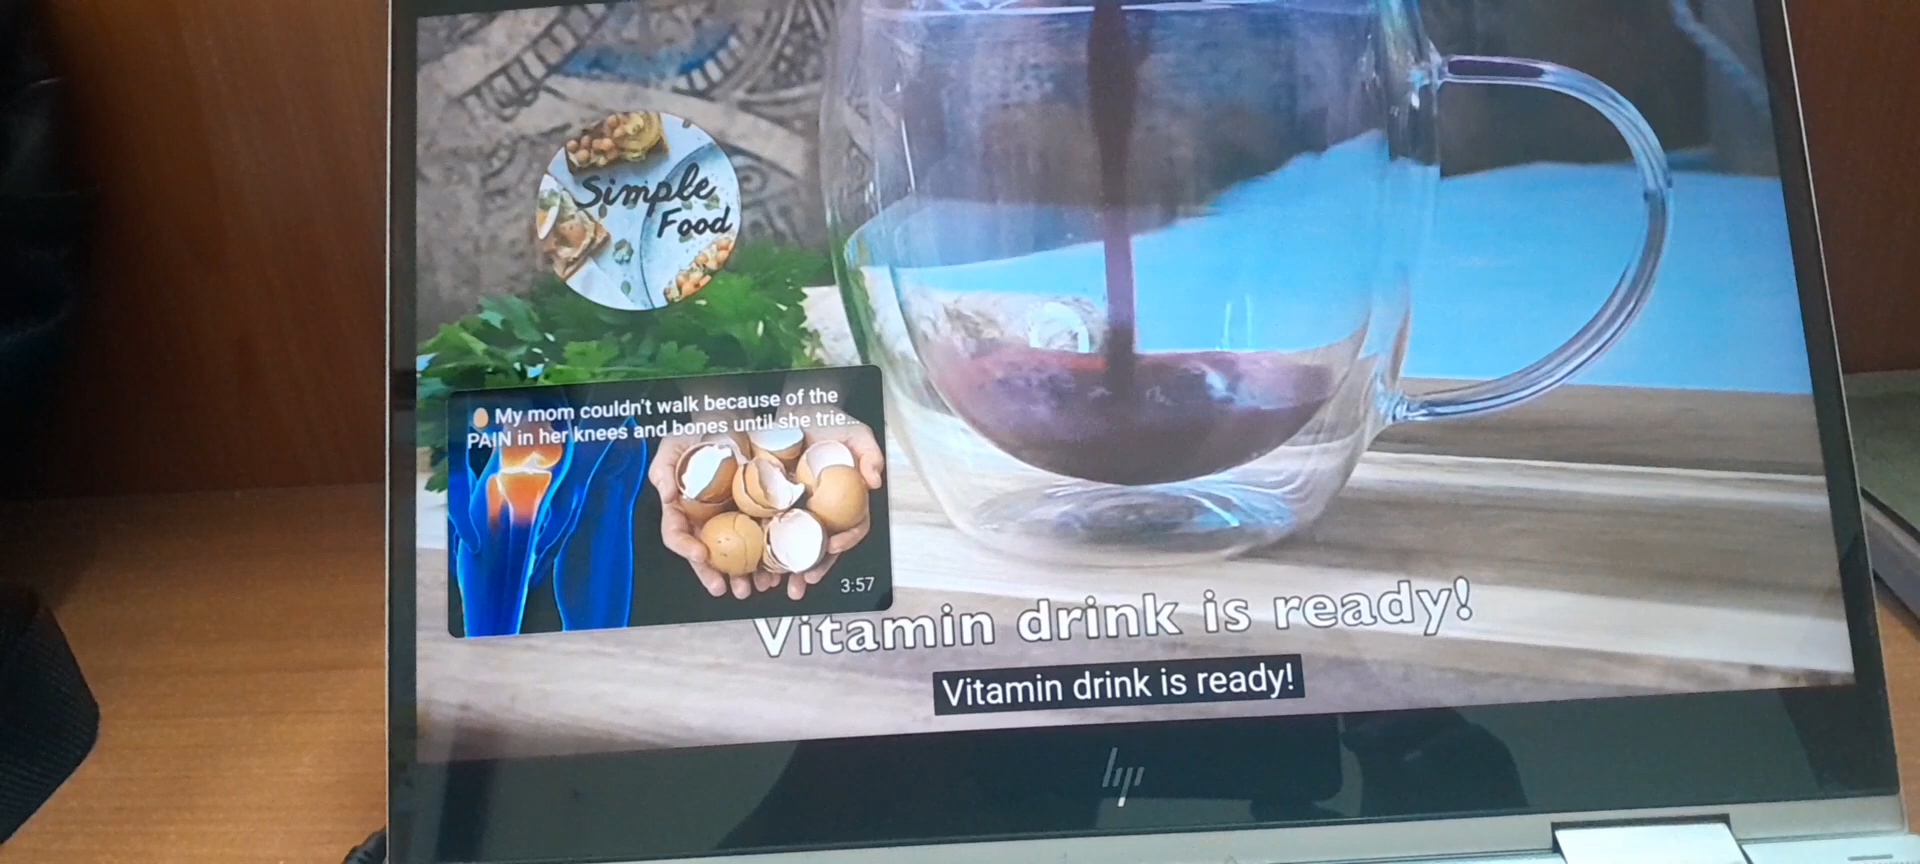 Simple
Food
My mom couldn't walk because of the
PAIN in her knees and bones until she trie...
3:57
Vitamin drink is ready!
Vitamin drink is ready!
hp